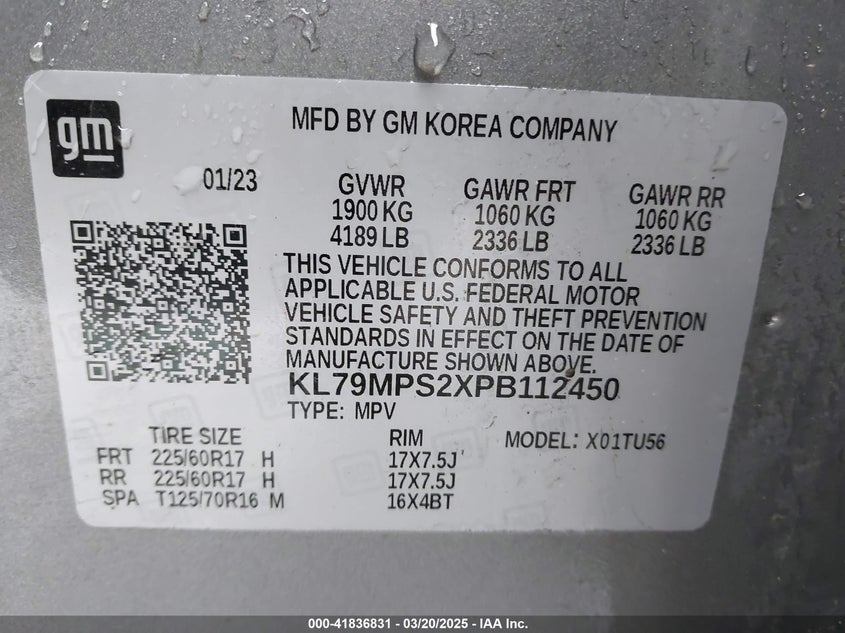 gm
MFD BY GM KOREA COMPANY
01/23
GVWR GAWR FRT GAWR RR
1900 KG 1060 KG 1060 KG
4189 LB 2336 LB 2336 LB
THIS VEHICLE CONFORMS TO ALL
APPLICABLE U.S. FEDERAL MOTOR
VEHICLE SAFETY AND THEFT PREVENTION
STANDARDS IN EFFECT ON THE DATE OF
MANUFACTURE SHOWN ABOVE.
KL79MPS2XPB112450
TYPE: MPV
TIRE SIZE RIM MODEL: X01TU56
FRT 225/60R17 H 17X7.5J
RR 225/60R17 H 17X7.5J
SPA T125/70R16 M 16X4BT
000-41836831 - 03/20/2025 - IAA Inc.